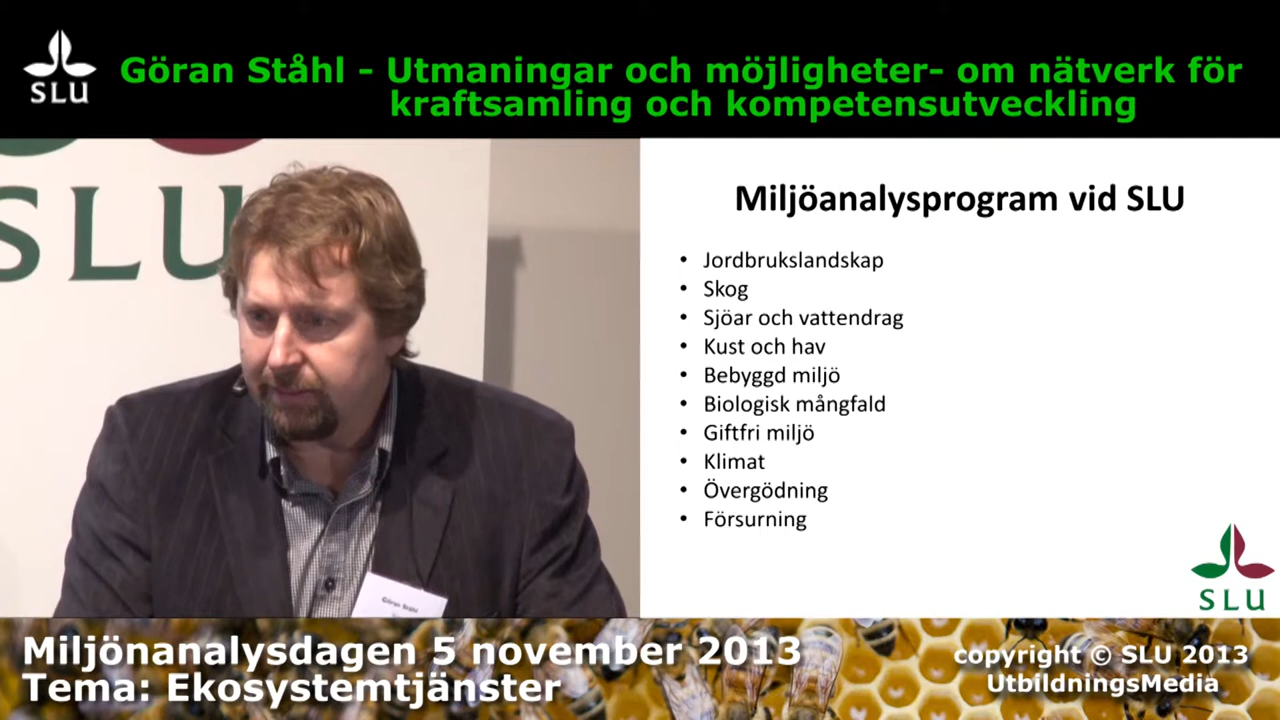 SLU
Göran Ståhl - Utmaningar och möjligheter- om nätverk för
kraftsamling och kompetensutveckling
SLU
Göran Ståhl
Miljöanalysprogram vid SLU
• Jordbrukslandskap
• Skog
• Sjöar och vattendrag
• Kust och hav
• Bebyggd miljö
• Biologisk mångfald
• Giftfri miljö
• Klimat
• Övergödning
• Försurning
SLU
Miljönanalysdagen 5 november 2013
Tema: Ekosystemtjänster
copyright © SLU 2013
UtbildningsMedia